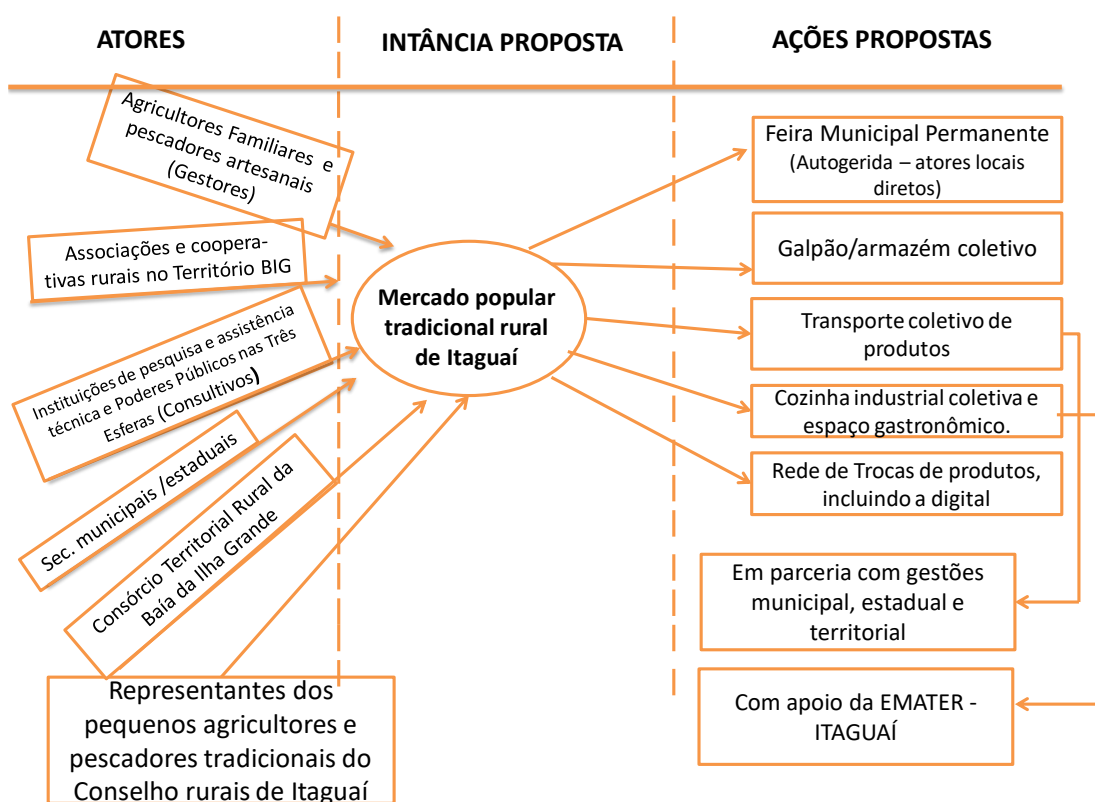 ATORES
INTÂNCIA PROPOSTA
AÇÕES PROPOSTAS
Agricultores Familiares e
pescadores artesanais
(Gestores)
Associações e coopera-
tivas rurais no Território BIG
Instituições de pesquisa e assistência
técnica e Poderes Públicos nas Três
Esferas (Consultivos)
Sec. municipais /estaduais
Consórcio Territorial Rural da
Baía da Ilha Grande
Representantes dos
pequenos agricultores e
pescadores tradicionais do
Conselho rurais de Itaguaí
Mercado popular
tradicional rural
de Itaguaí
Feira Municipal Permanente
(Autogerida – atores locais
diretos)
Galpão/armazém coletivo
Transporte coletivo de
produtos
Cozinha industrial coletiva e
espaço gastronômico.
Rede de Trocas de produtos,
incluindo a digital
Em parceria com gestões
municipal, estadual e
territorial
Com apoio da EMATER -
ITAGUAÍ